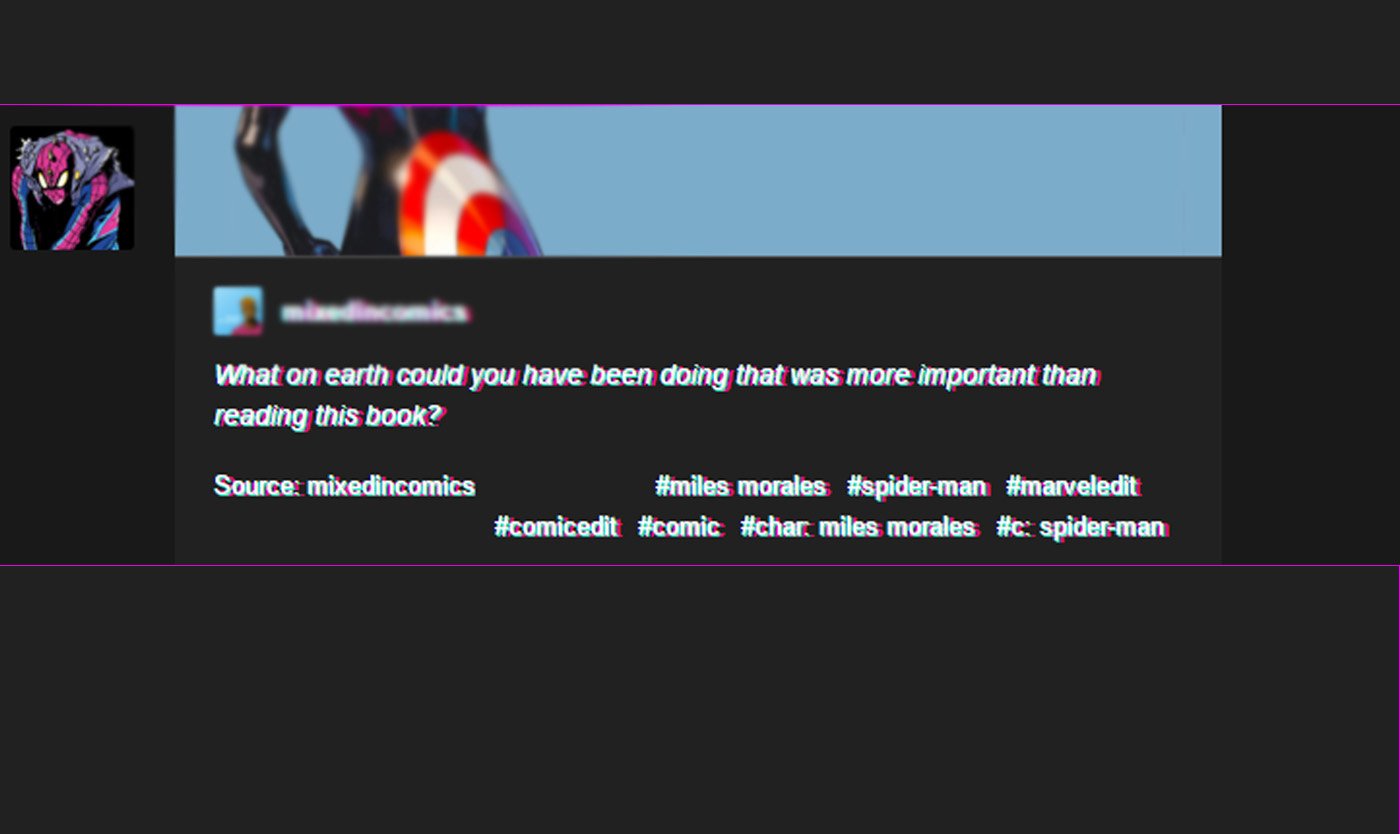 mixedincomics
What on earth could you have been doing that was more important than
reading this book?
Source: mixedincomics #miles morales #spider-man #marveledit
#comicedit #comic #char: miles morales #c: spider-man